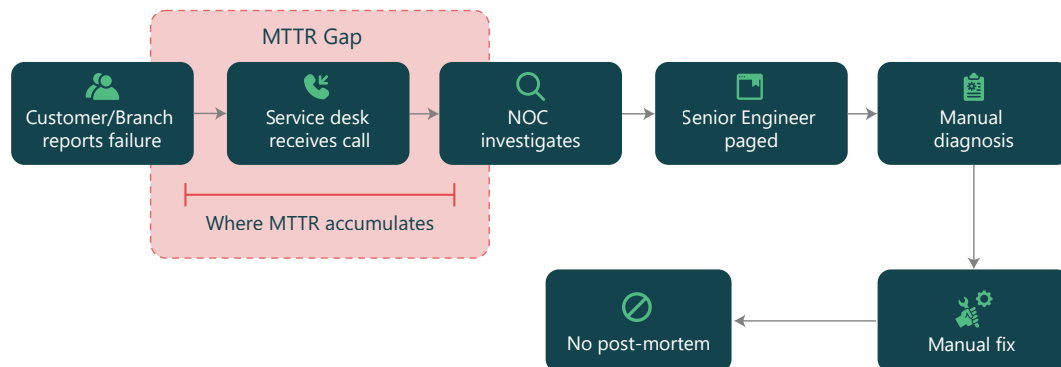 MTTR Gap
Customer/Branch
reports failure
Service desk
receives call
NOC
investigates
Senior Engineer
paged
Manual
diagnosis
Where MTTR accumulates
No post-mortem
Manual fix